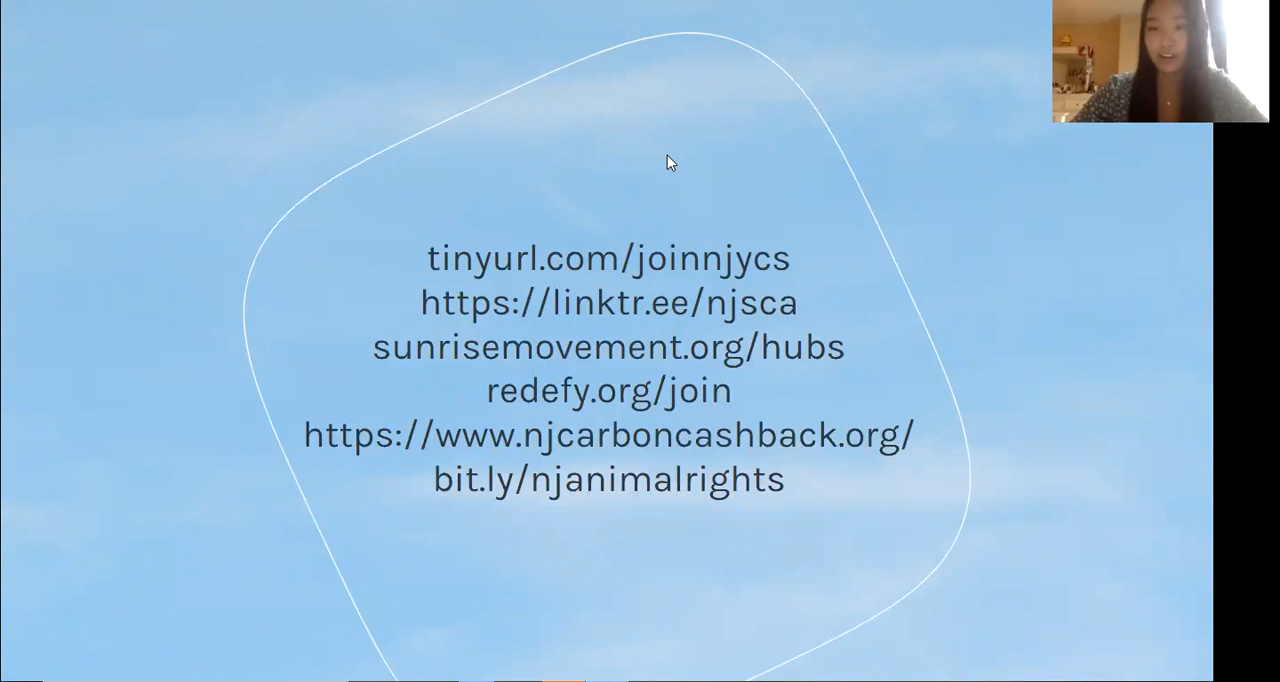 tinyurl.com/joinnjycs
https://linktr.ee/njsca
sunrisemovement.org/hubs
redefy.org/join
https://www.njcarboncashback.org/
bit.ly/njanimalrights